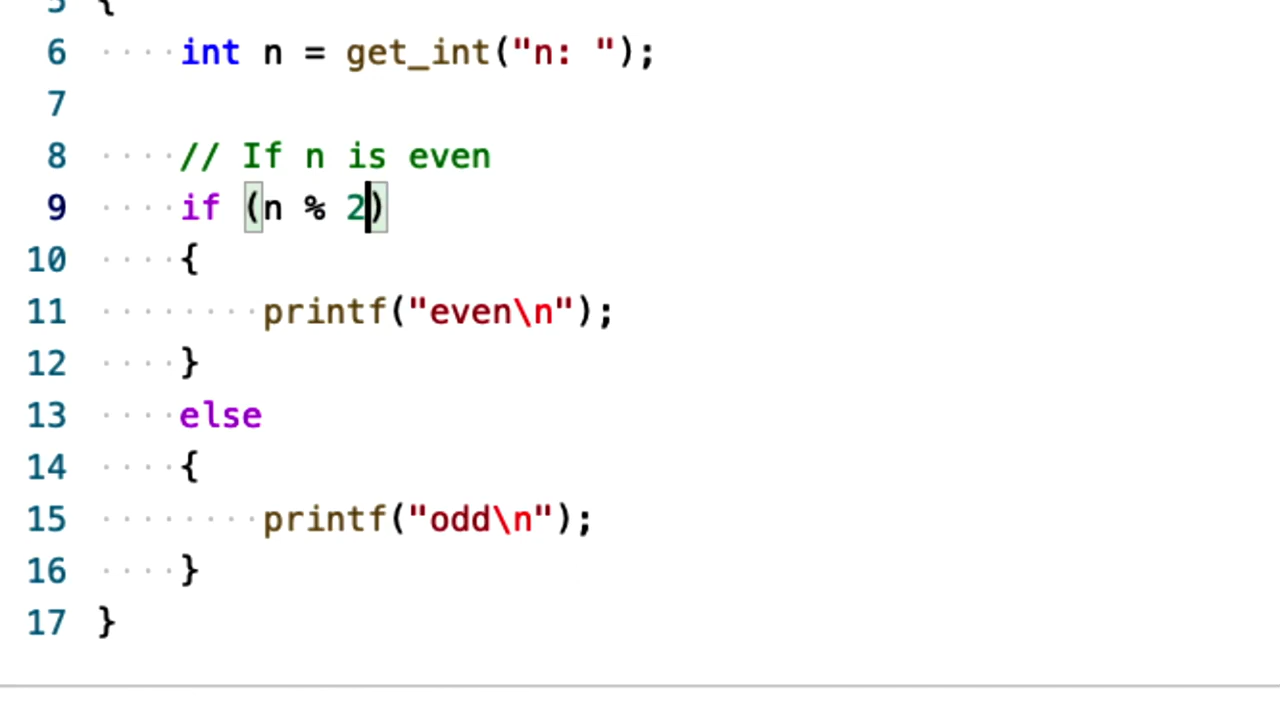 5 {
6 int n = get_int("n: ");
7
8 // If n is even
9 if (n % 2)
10 {
11 printf("even\n");
12 }
13 else
14 {
15 printf("odd\n");
16 }
17 }